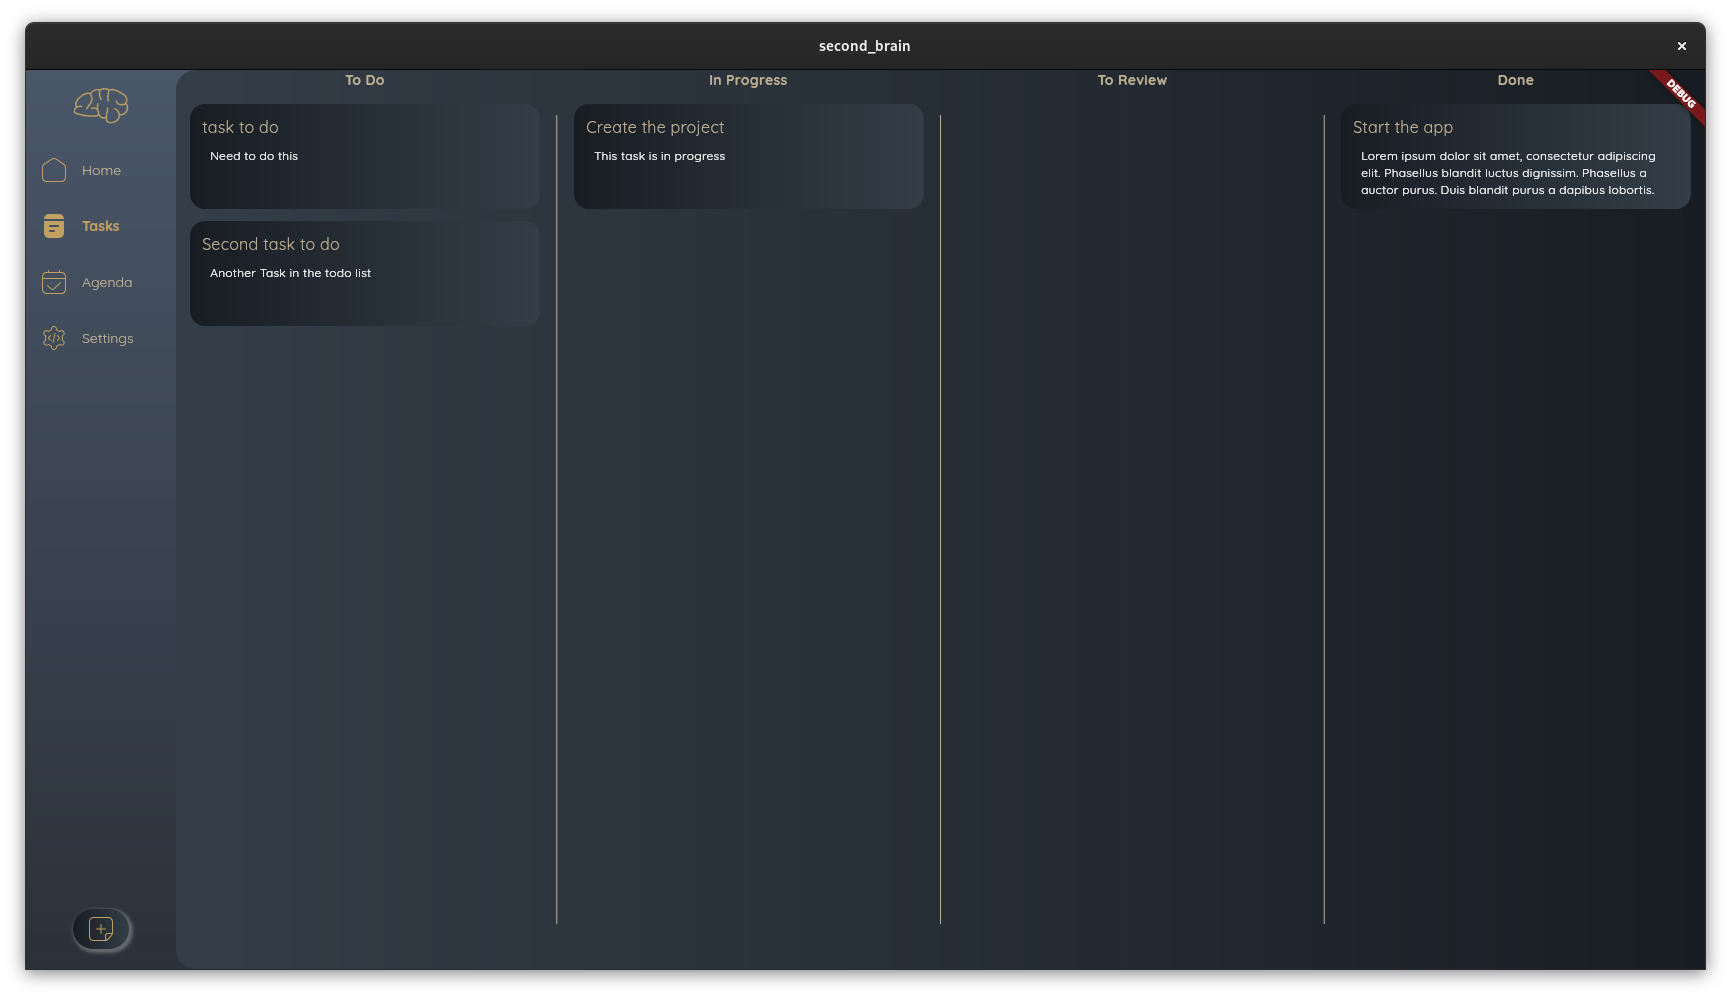 second_brain
DEBUG
Home
Tasks
Agenda
Settings
To Do
task to do
Need to do this
Second task to do
Another Task in the todo list
In Progress
Create the project
This task is in progress
To Review
Done
Start the app
Lorem ipsum dolor sit amet, consectetur adipiscing
elit. Phasellus blandit luctus dignissim. Phasellus a
auctor purus. Duis blandit purus a dapibus lobortis.